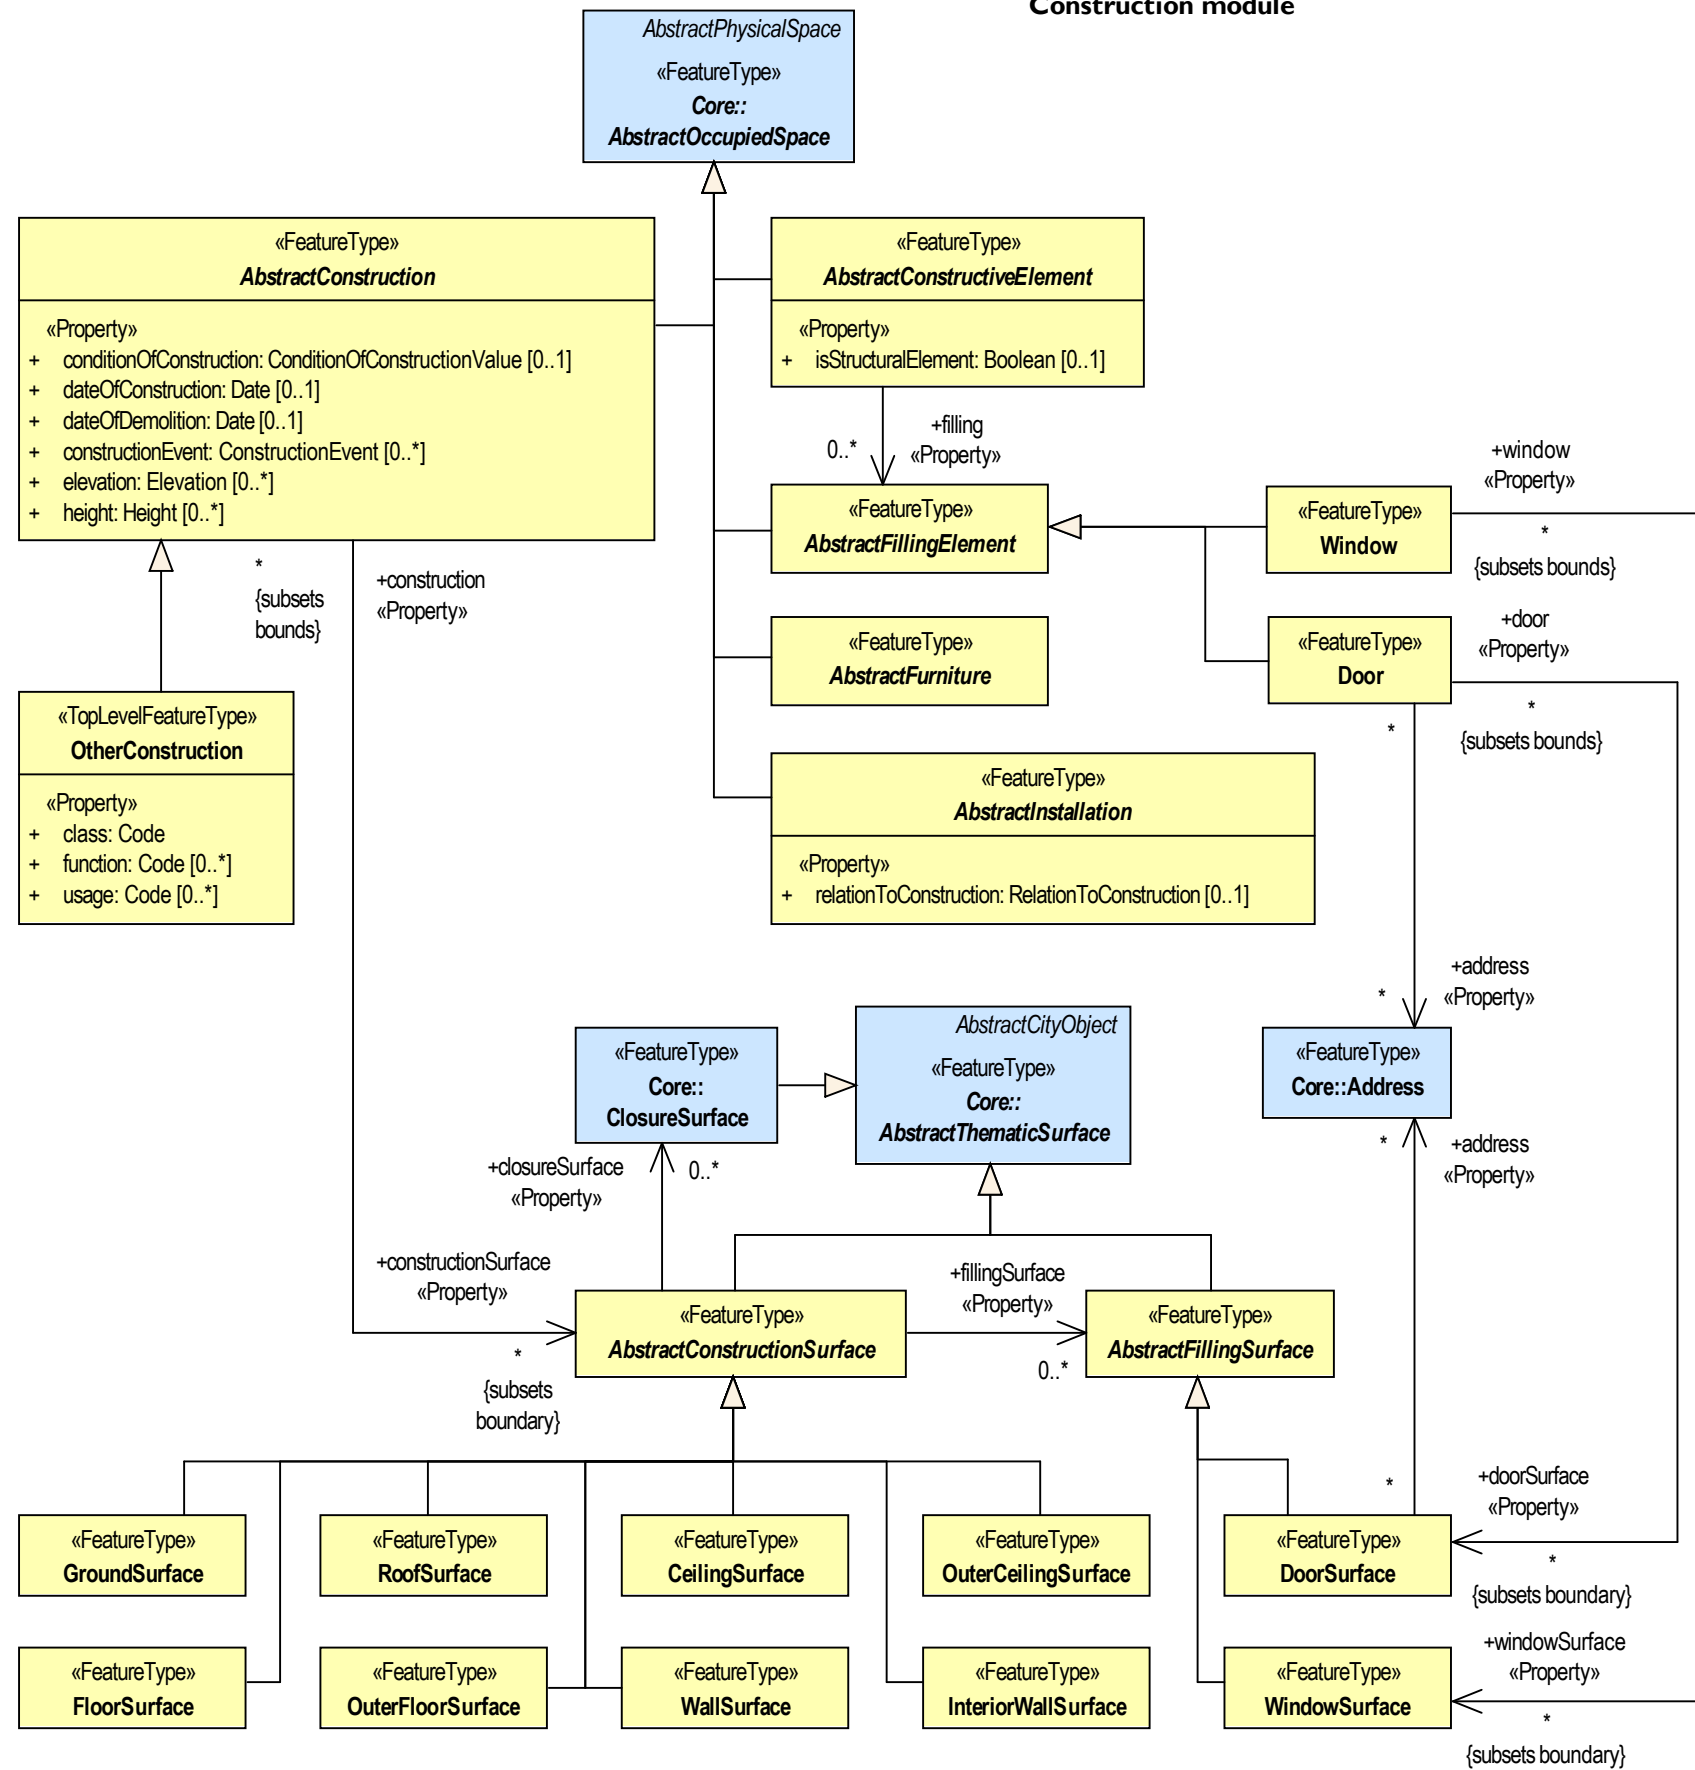 Construction module
AbstractPhysicalSpace
«FeatureType»
Core::
AbstractOccupiedSpace
«FeatureType»
AbstractConstruction
«Property»
+ conditionOfConstruction: ConditionOfConstructionValue [0..1]
+ dateOfConstruction: Date [0..1]
+ dateOfDemolition: Date [0..1]
+ constructionEvent: ConstructionEvent [0..*]
+ elevation: Elevation [0..*]
+ height: Height [0..*]
«FeatureType»
AbstractConstructiveElement
«Property»
+ isStructuralElement: Boolean [0..1]
+filling
«Property»
0..*
«FeatureType»
AbstractFillingElement
+window
«Property»
«FeatureType»
Window
*
{subsets bounds}
*
{subsets
bounds}
+construction
«Property»
«FeatureType»
AbstractFurniture
«FeatureType»
Door
+door
«Property»
*
{subsets bounds}
*
«TopLevelFeatureType»
OtherConstruction
«Property»
+ class: Code
+ function: Code [0..*]
+ usage: Code [0..*]
«FeatureType»
AbstractInstallation
«Property»
+ relationToConstruction: RelationToConstruction [0..1]
+address
«Property»
*
«FeatureType»
Core::
ClosureSurface
AbstractCityObject
«FeatureType»
Core::
AbstractThematicSurface
«FeatureType»
Core::Address
*
+address
«Property»
+closureSurface
«Property»
0..*
+constructionSurface
«Property»
*
{subsets
boundary}
«FeatureType»
AbstractConstructionSurface
+fillingSurface
«Property»
0..*
«FeatureType»
AbstractFillingSurface
*
+doorSurface
«Property»
«FeatureType»
GroundSurface
«FeatureType»
RoofSurface
«FeatureType»
CeilingSurface
«FeatureType»
OuterCeilingSurface
«FeatureType»
DoorSurface
*
{subsets boundary}
«FeatureType»
FloorSurface
«FeatureType»
OuterFloorSurface
«FeatureType»
WallSurface
«FeatureType»
InteriorWallSurface
«FeatureType»
WindowSurface
+windowSurface
«Property»
*
{subsets boundary}